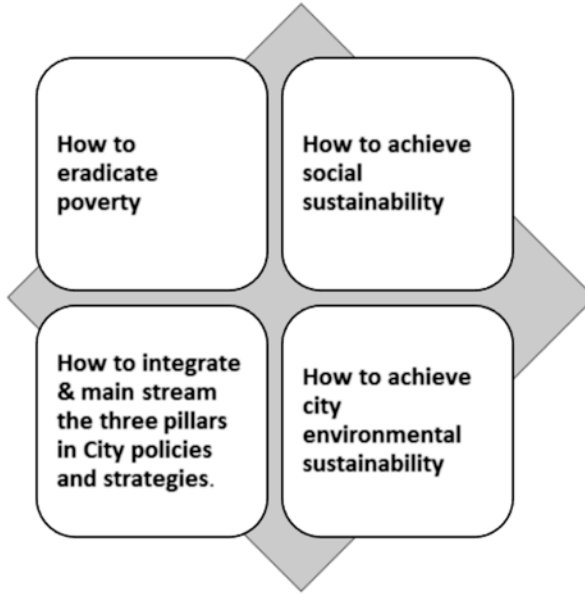 How to
eradicate
poverty
How to achieve
social
sustainability
How to integrate
& main stream
the three pillars
in City policies
and strategies.
How to achieve
city
environmental
sustainability